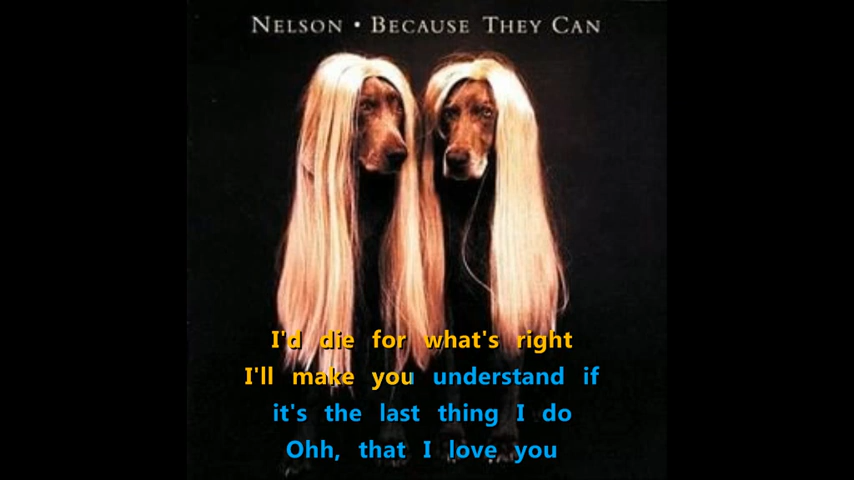 NELSON • BECAUSE THEY CAN
I'd die for what's right
I'll make you understand if
it's the last thing I do
Ohh, that I love you